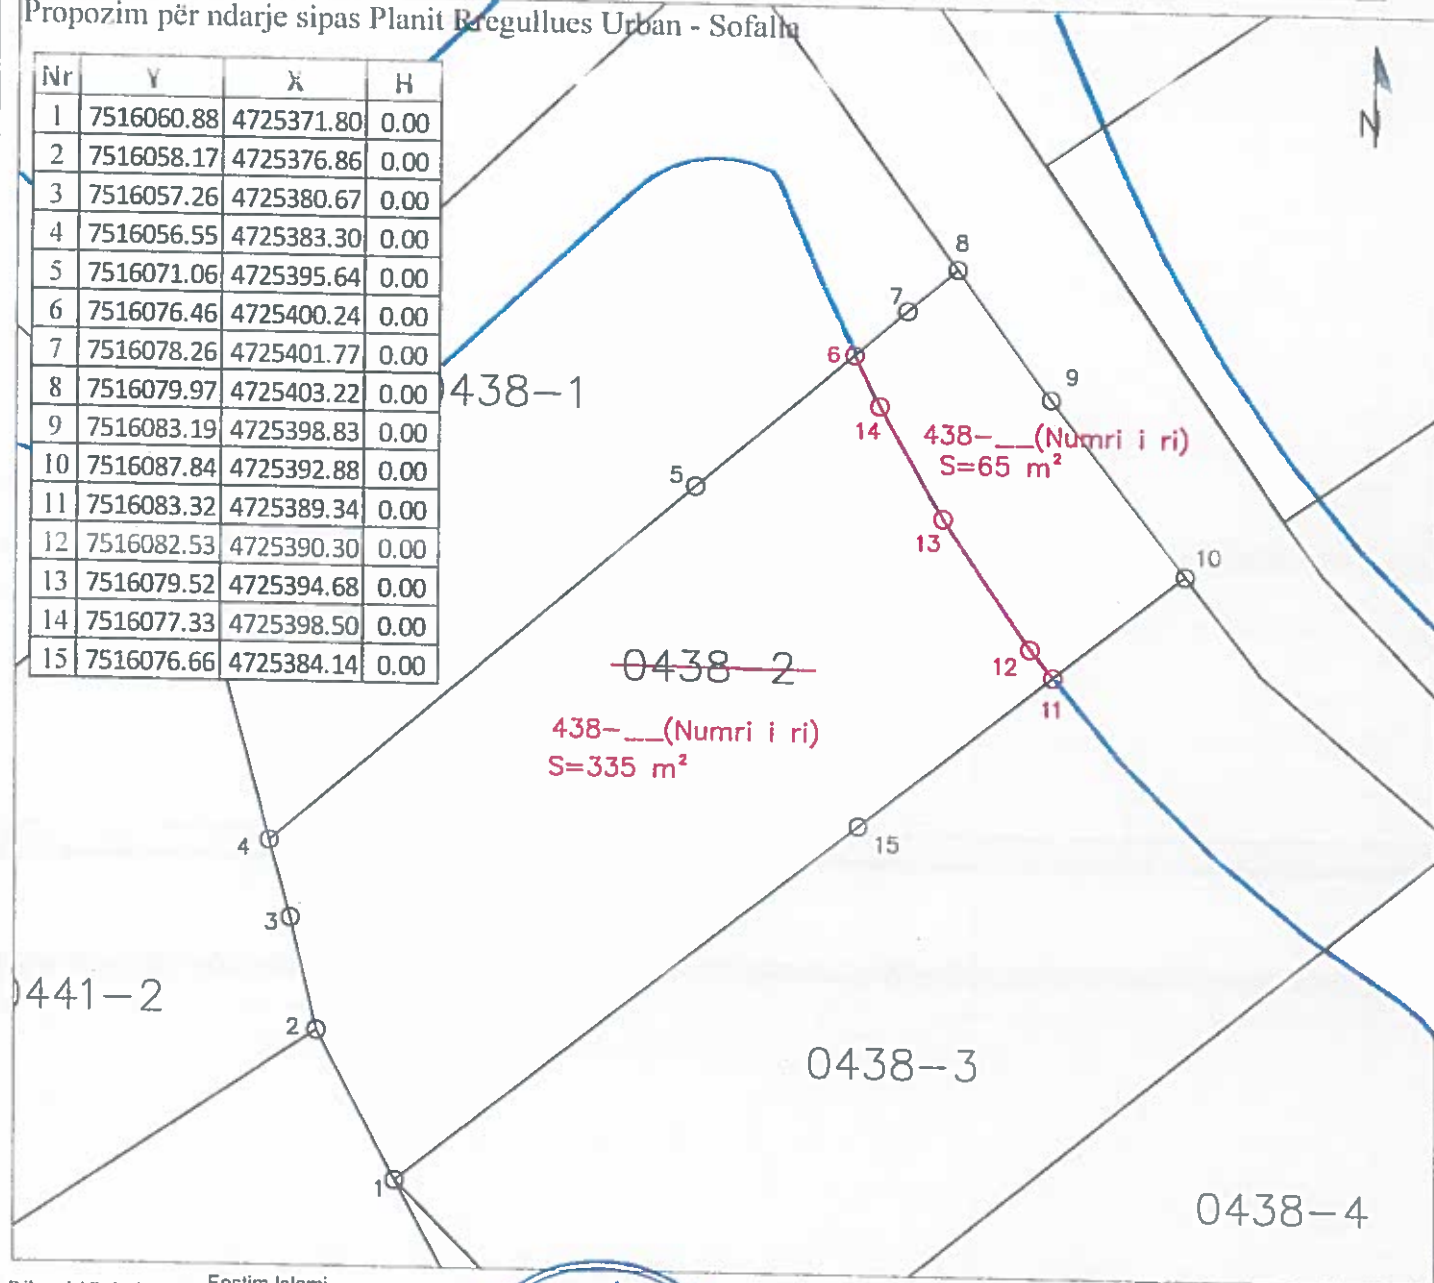 Propozim për ndarje sipas Planit Rregullues Urban - Sofalia
Nr Y X H
1 7516060.88 4725371.80 0.00
2 7516058.17 4725376.86 0.00
3 7516057.26 4725380.67 0.00
4 7516056.55 4725383.30 0.00
5 7516071.06 4725395.64 0.00
6 7516076.46 4725400.24 0.00
7 7516078.26 4725401.77 0.00
8 7516079.97 4725403.22 0.00
9 7516083.19 4725398.83 0.00
10 7516087.84 4725392.88 0.00
11 7516083.32 4725389.34 0.00
12 7516082.53 4725390.30 0.00
13 7516079.52 4725394.68 0.00
14 7516077.33 4725398.50 0.00
15 7516076.66 4725384.14 0.00
N
8
7
6
0438-1
9
14
438-__(Numri i ri)
S=65 m²
5
13
10
0438-2
12
11
438-__(Numri i ri)
S=335 m²
4
15
3
0441-2
2
0438-3
1
0438-4